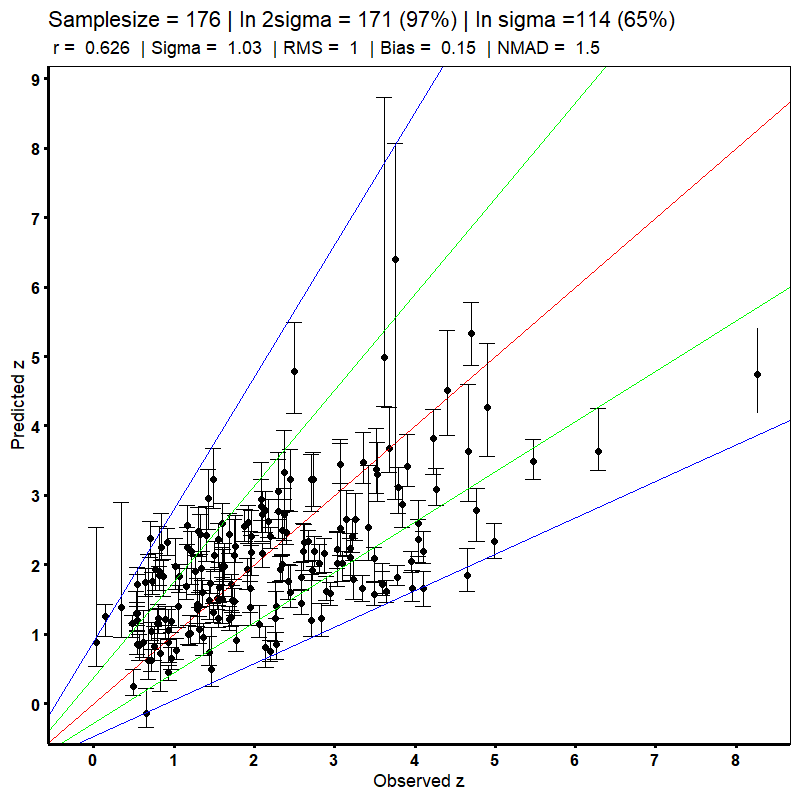 Samplesize = 176 | In 2sigma = 171 (97%) | In sigma =114 (65%)
r = 0.626 | Sigma = 1.03 | RMS = 1 | Bias = 0.15 | NMAD = 1.5
9
8
7
6
5
4
3
2
1
0
Predicted z
0 1 2 3 4 5 6 7 8
Observed z